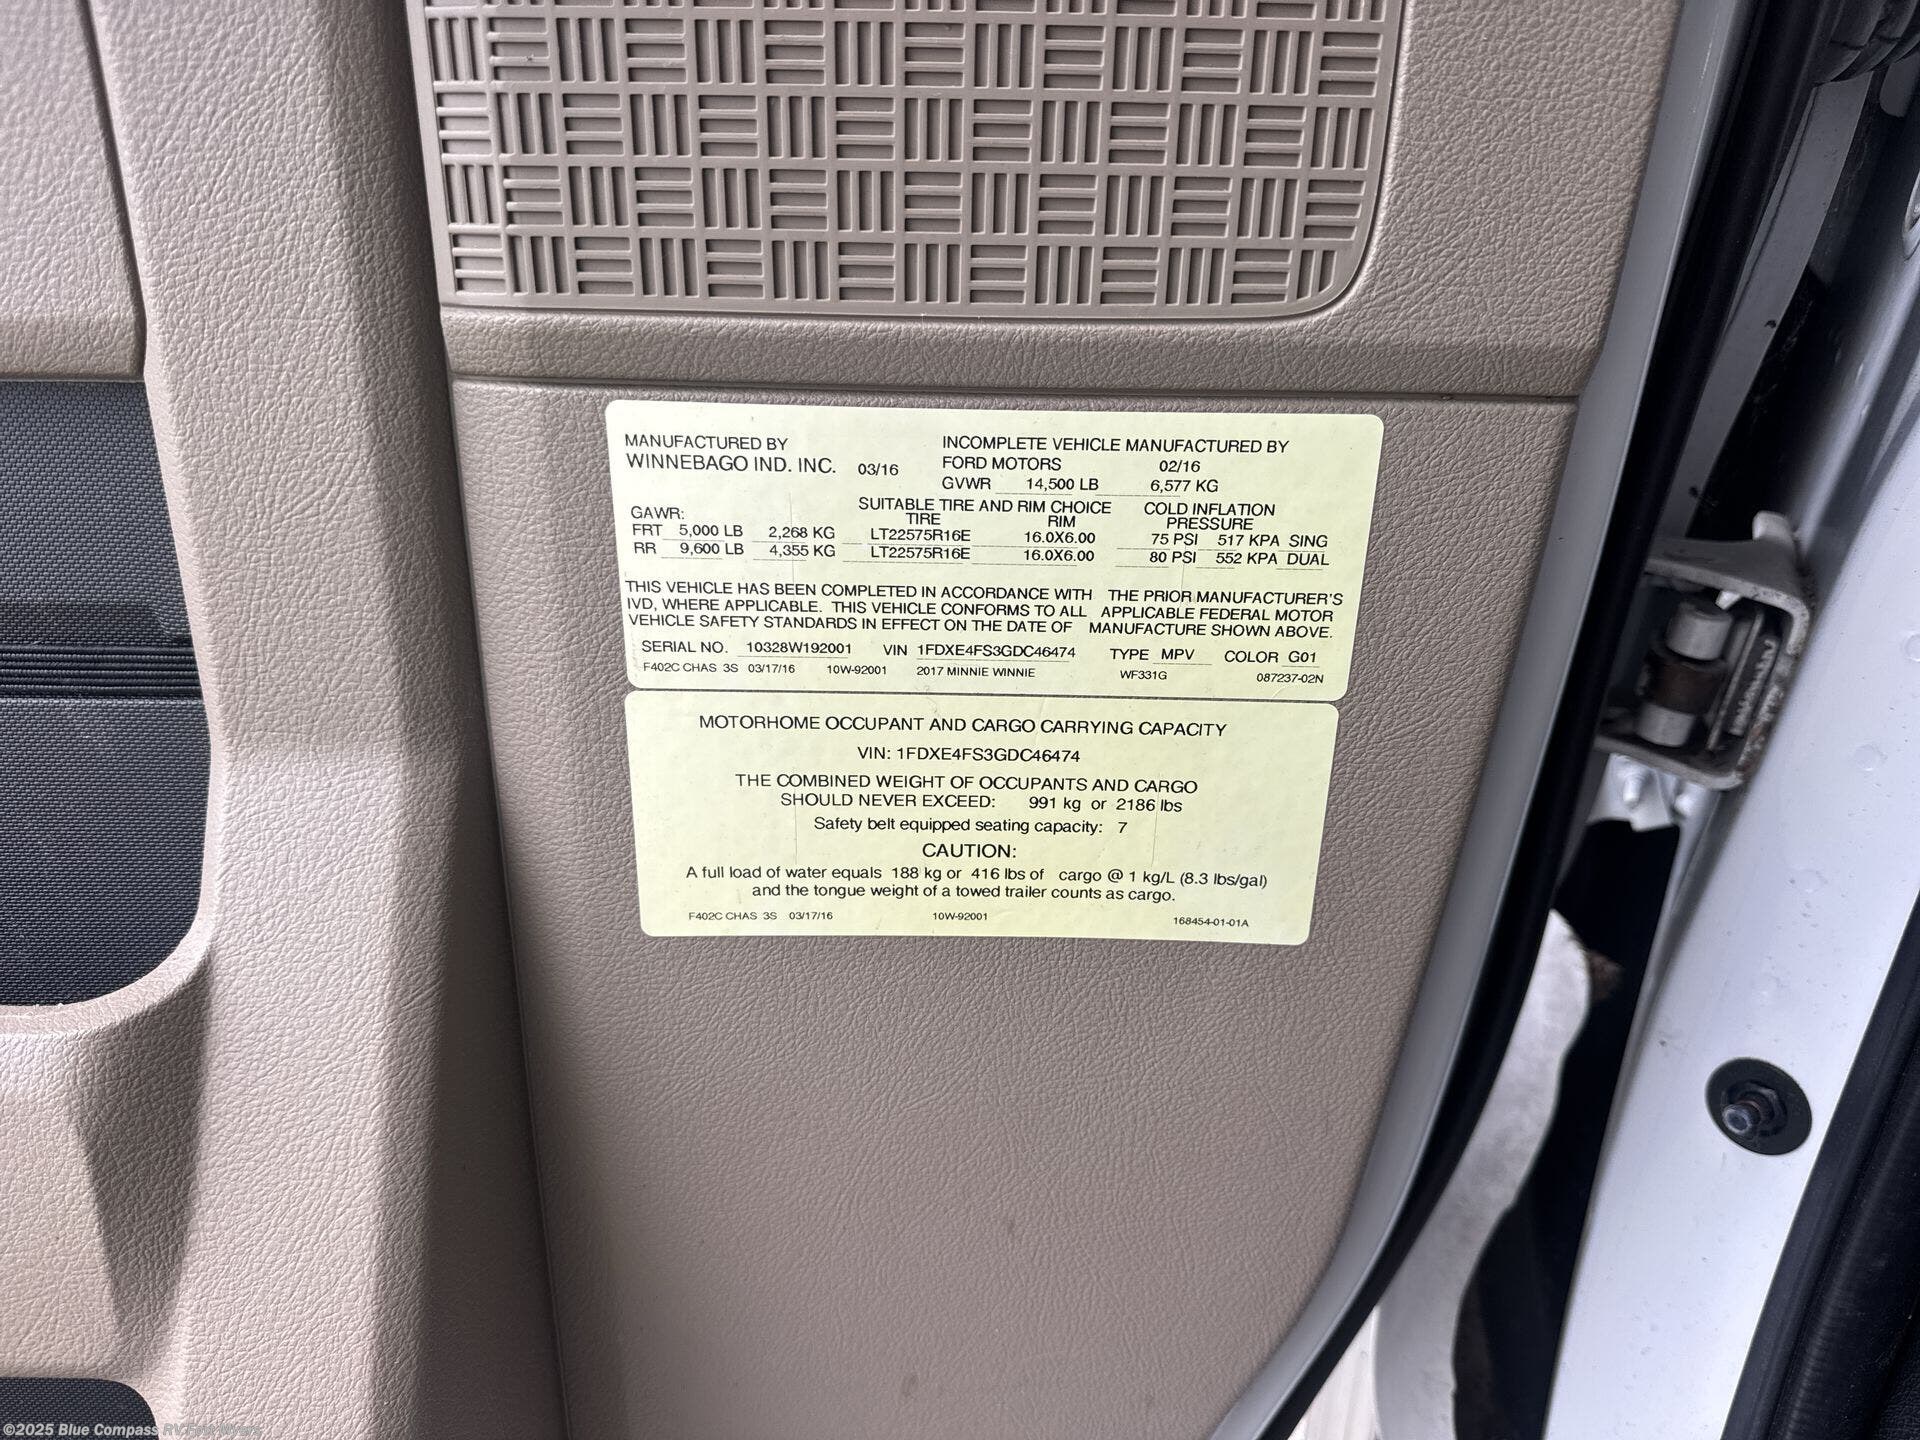 MANUFACTURED BY
WINNEBAGO IND. INC. 03/16
INCOMPLETE VEHICLE MANUFACTURED BY
FORD MOTORS 02/16
GVWR 14,500 LB 6,577 KG
GAWR:
SUITABLE TIRE AND RIM CHOICE
TIRE RIM
COLD INFLATION
PRESSURE
FRT 5,000 LB 2,268 KG LT22575R16E 16.0X6.00 75 PSI 517 KPA SING
RR 9,600 LB 4,355 KG LT22575R16E 16.0X6.00 80 PSI 552 KPA DUAL
THIS VEHICLE HAS BEEN COMPLETED IN ACCORDANCE WITH THE PRIOR MANUFACTURER'S
IVD, WHERE APPLICABLE. THIS VEHICLE CONFORMS TO ALL APPLICABLE FEDERAL MOTOR
VEHICLE SAFETY STANDARDS IN EFFECT ON THE DATE OF MANUFACTURE SHOWN ABOVE.
SERIAL NO. 10328W192001 VIN 1FDXE4FS3GDC46474 TYPE MPV COLOR G01
F402C CHAS 3S 03/17/16 10W-92001 2017 MINNIE WINNIE WF331G 087237-02N
MOTORHOME OCCUPANT AND CARGO CARRYING CAPACITY
VIN: 1FDXE4FS3GDC46474
THE COMBINED WEIGHT OF OCCUPANTS AND CARGO
SHOULD NEVER EXCEED: 991 kg or 2186 lbs
Safety belt equipped seating capacity: 7
CAUTION:
A full load of water equals 188 kg or 416 lbs of cargo @ 1 kg/L (8.3 lbs/gal)
and the tongue weight of a towed trailer counts as cargo.
F402C CHAS 3S 03/17/16 10W-92001 168454-01-01A
©2025 Blue Compass RV Fort Myers